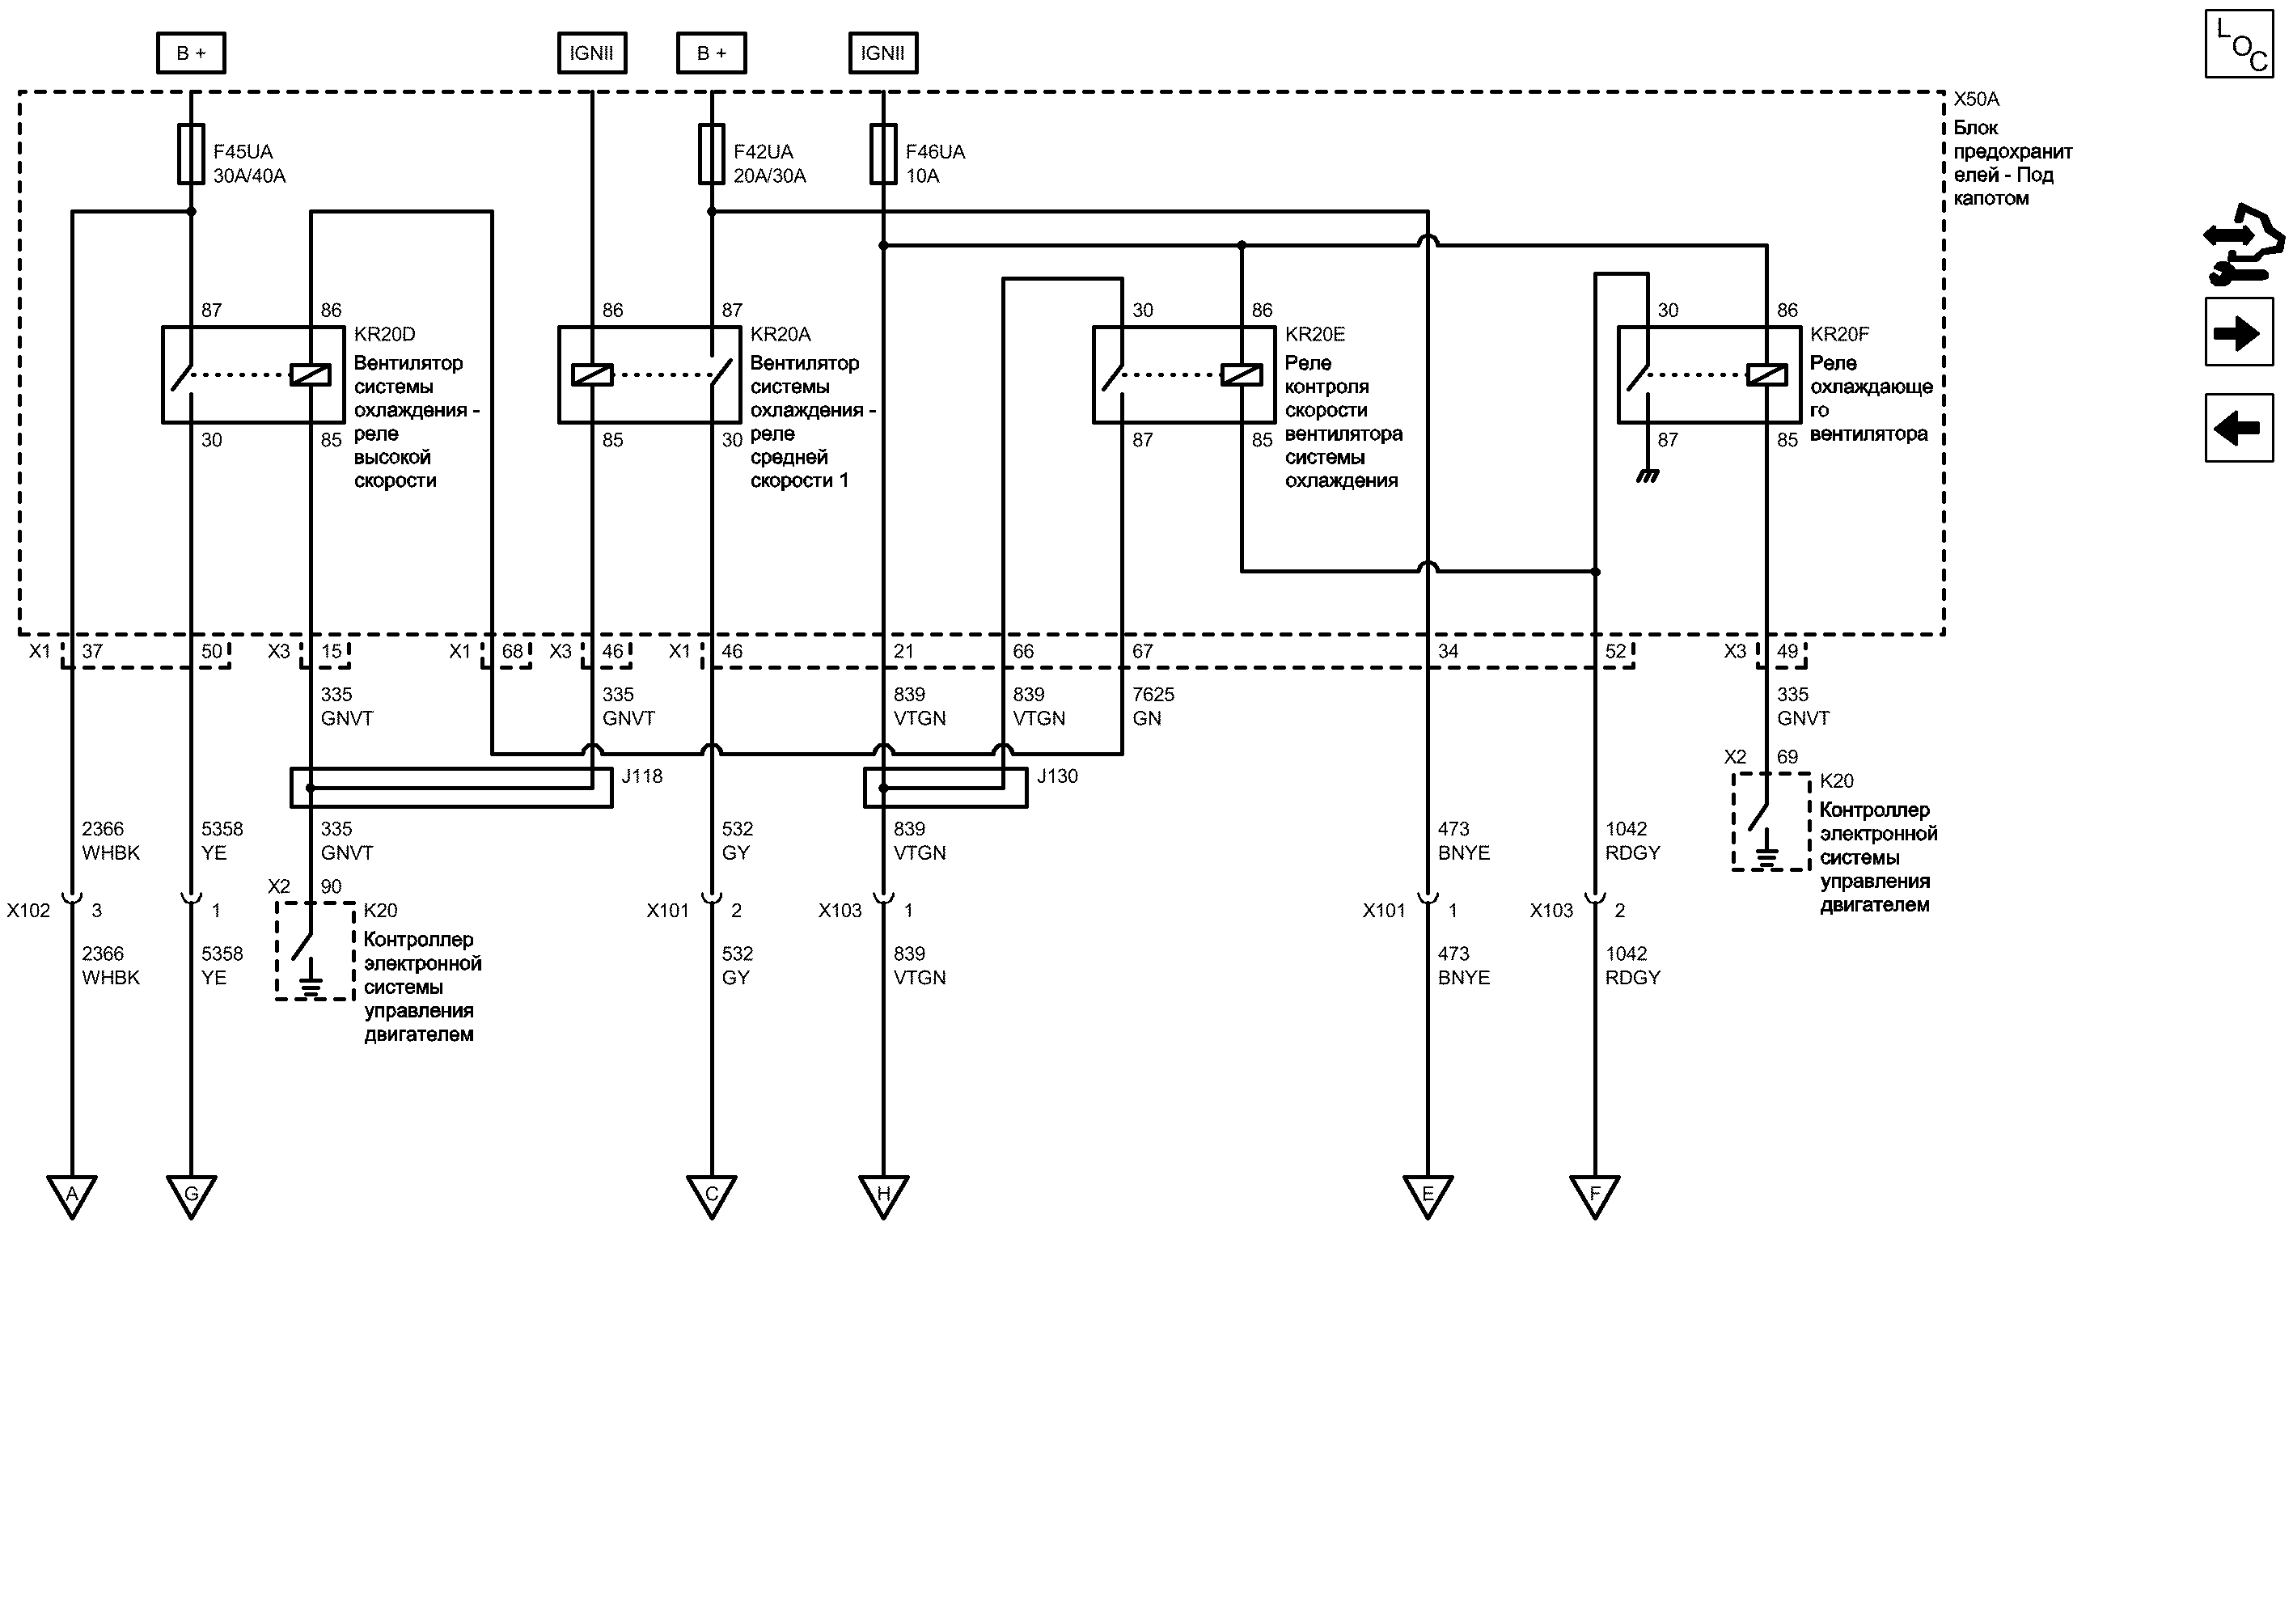 B +
IGNII
B +
IGNII
LOC
X50A
Блок
предохранит
елей - Под
капотом
F45UA
30A/40A
F42UA
20A/30A
F46UA
10A
87
86
86
87
30
86
30
86
KR20D
Вентилятор
системы
охлаждения -
реле
высокой
скорости
KR20A
Вентилятор
системы
охлаждения -
реле
средней
скорости 1
KR20E
Реле
контроля
скорости
вентилятора
системы
охлаждения
KR20F
Реле
охлаждающе
го
вентилятора
30
85
85
30
87
85
87
85
X1
37
50
X3
15
X1
68
X3
46
X1
46
21
66
67
34
52
X3
49
335
GNVT
335
GNVT
839
VTGN
839
VTGN
7625
GN
335
GNVT
J118
J130
X2
69
K20
Контроллер
электронной
системы
управления
двигателем
2366
WHBK
5358
YE
335
GNVT
532
GY
839
VTGN
473
BNYE
1042
RDGY
X2
90
K20
Контроллер
электронной
системы
управления
двигателем
X102
3
1
X101
2
X103
1
X101
1
X103
2
2366
WHBK
5358
YE
532
GY
839
VTGN
473
BNYE
1042
RDGY
A
G
C
H
E
F